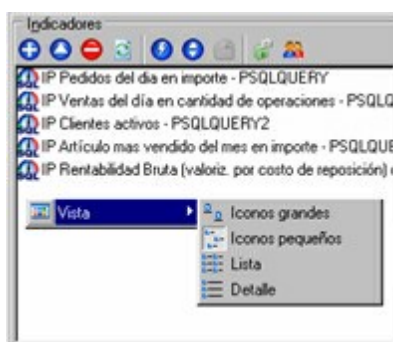 Indicadores
IP Pedidos del dia en importe - PSQLQUERY
IP Ventas del día en cantidad de operaciones - PSQLQ
IP Clientes activos - PSQLQUERY2
IP Artículo mas vendido del mes en importe - PSQLQUE
IP Rentabilidad Bruta (valoriz. por costo de reposición)
Vista
Iconos grandes
Iconos pequeños
Lista
Detalle